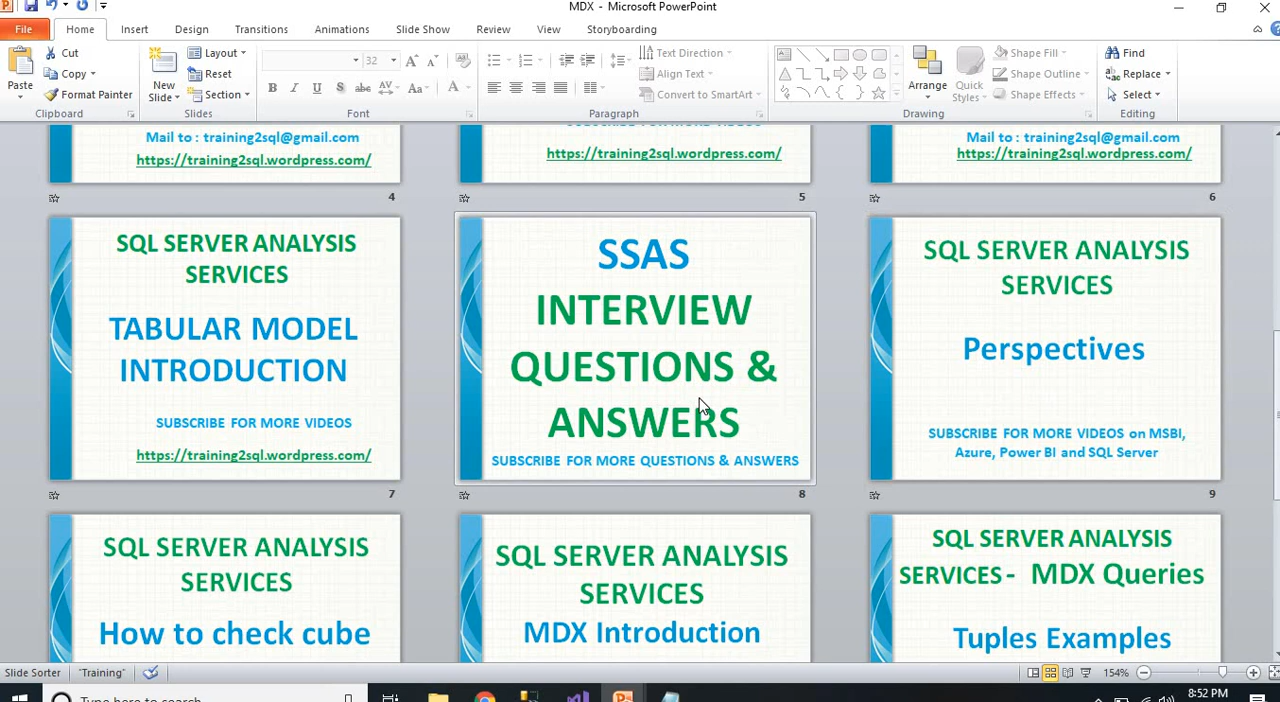 MDX - Microsoft PowerPoint
File Home Insert Design Transitions Animations Slide Show Review View Storyboarding
Cut
Copy
Format Painter
Paste
Clipboard
New
Slide
Layout
Reset
Section
Slides
32
Font
Text Direction
Align Text
Convert to SmartArt
Paragraph
Arrange
Quick
Styles
Shape Fill
Shape Outline
Shape Effects
Drawing
Find
Replace
Select
Editing
Mail to : training2sql@gmail.com
https://training2sql.wordpress.com/
4
https://training2sql.wordpress.com/
5
Mail to : training2sql@gmail.com
https://training2sql.wordpress.com/
6
SQL SERVER ANALYSIS
SERVICES
TABULAR MODEL
INTRODUCTION
SUBSCRIBE FOR MORE VIDEOS
https://training2sql.wordpress.com/
7
SSAS
INTERVIEW
QUESTIONS &
ANSWERS
SUBSCRIBE FOR MORE QUESTIONS & ANSWERS
8
SQL SERVER ANALYSIS
SERVICES
Perspectives
SUBSCRIBE FOR MORE VIDEOS on MSBI,
Azure, Power BI and SQL Server
9
SQL SERVER ANALYSIS
SERVICES
How to check cube
SQL SERVER ANALYSIS
SERVICES
MDX Introduction
SQL SERVER ANALYSIS
SERVICES - MDX Queries
Tuples Examples
Slide Sorter "Training" 154%
Type here to search
8:52 PM